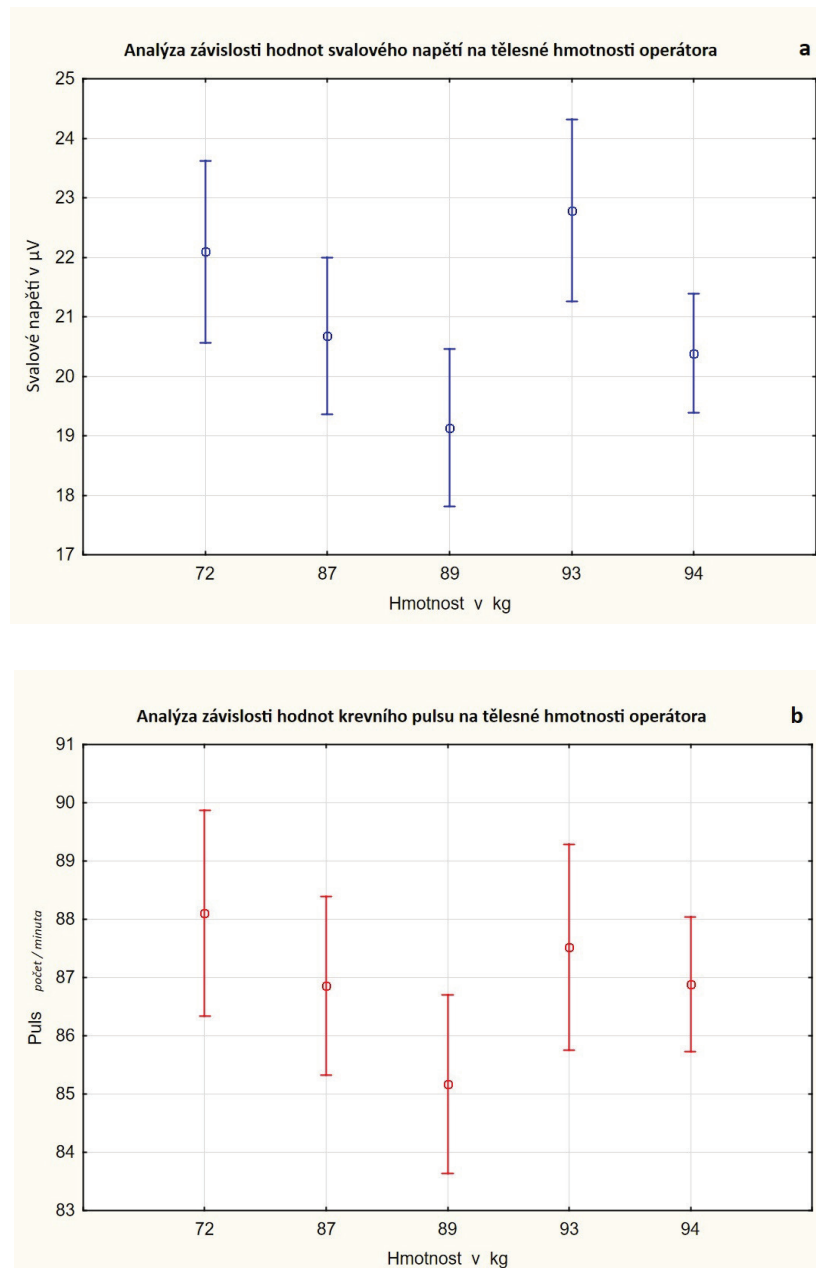 Analýza závislosti hodnot svalového napětí na tělesné hmotnosti operátora a
25
24
23
22
21
20
19
18
17
Svalové napětí v µV
72 87 89 93 94
Hmotnost v kg
Analýza závislosti hodnot krevního pulsu na tělesné hmotnosti operátora b
91
90
89
88
87
86
85
84
83
Puls počet / minuta
72 87 89 93 94
Hmotnost v kg